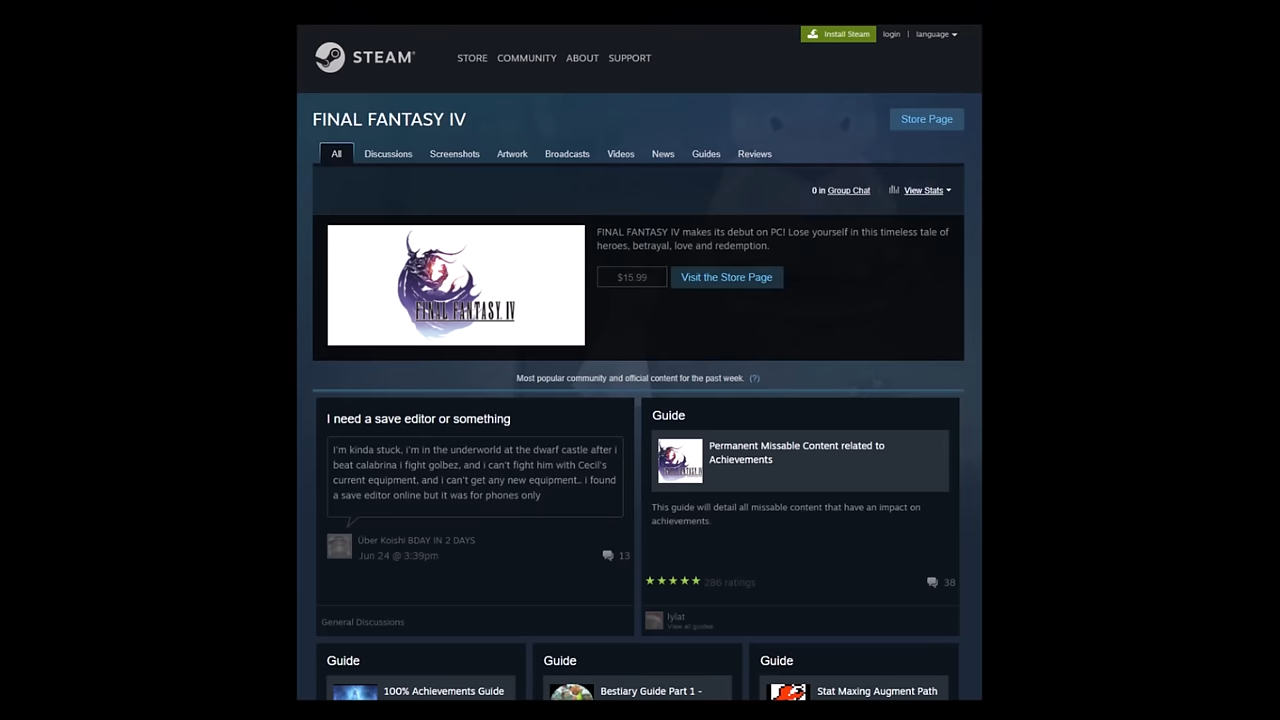 Install Steam login | language
STEAM® STORE COMMUNITY ABOUT SUPPORT
FINAL FANTASY IV Store Page
All Discussions Screenshots Artwork Broadcasts Videos News Guides Reviews
0 in Group Chat View Stats
FINAL FANTASY IV makes its debut on PC! Lose yourself in this timeless tale of
heroes, betrayal, love and redemption.
$15.99 Visit the Store Page
FINAL FANTASY IV
Most popular community and official content for the past week. (?)
I need a save editor or something
I'm kinda stuck, i'm in the underworld at the dwarf castle after i
beat calabrina i fight golbez, and i can't fight him with Cecil's
current equipment, and i can't get any new equipment.. i found
a save editor online but it was for phones only
Über Koishi BDAY IN 2 DAYS
Jun 24 @ 3:39pm 13
General Discussions
Guide
Permanent Missable Content related to
Achievements
This guide will detail all missable content that have an impact on
achievements.
286 ratings 38
lylat
View all guides
Guide Guide Guide
100% Achievements Guide Bestiary Guide Part 1 - Stat Maxing Augment Path